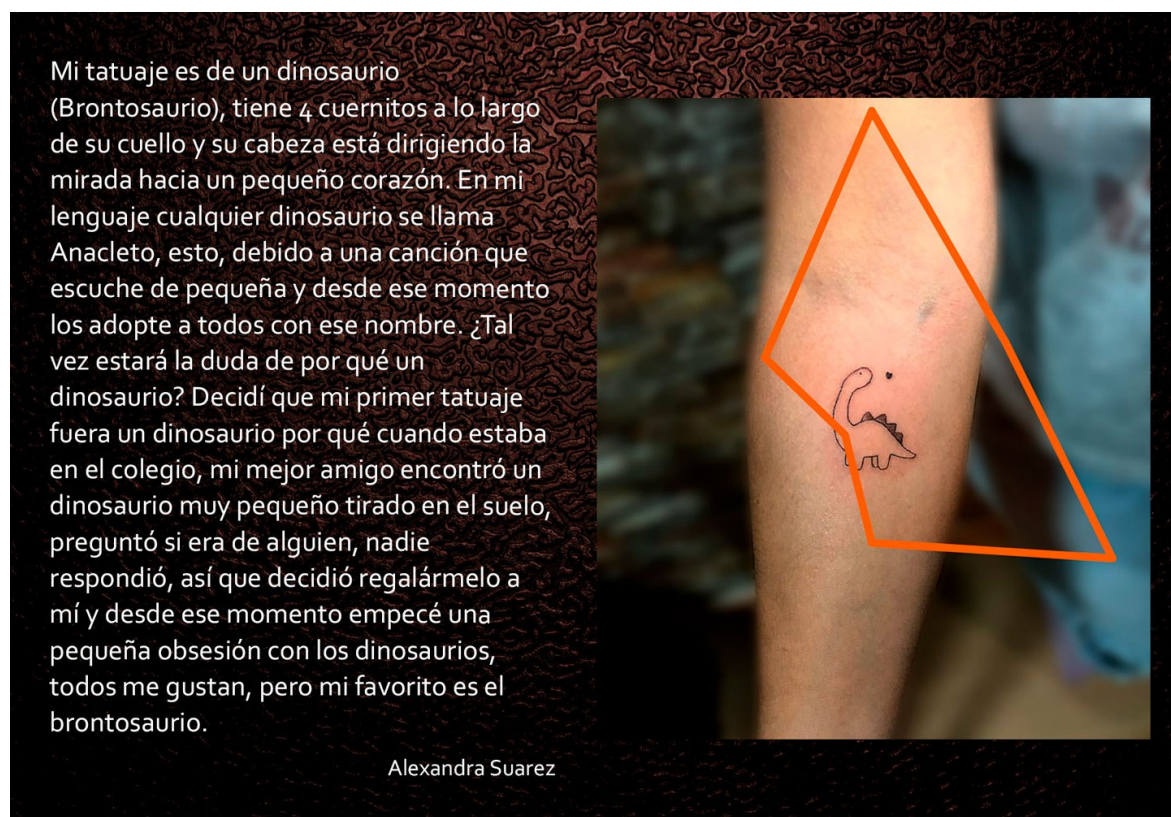 Mi tatuaje es de un dinosaurio
(Brontosaurio), tiene 4 cuernitos a lo largo
de su cuello y su cabeza está dirigiendo la
mirada hacia un pequeño corazón. En mi
lenguaje cualquier dinosaurio se llama
Anacleto, esto, debido a una canción que
escuche de pequeña y desde ese momento
los adopte a todos con ese nombre. ¿Tal
vez estará la duda de por qué un
dinosaurio? Decidí que mi primer tatuaje
fuera un dinosaurio por qué cuando estaba
en el colegio, mi mejor amigo encontró un
dinosaurio muy pequeño tirado en el suelo,
preguntó si era de alguien, nadie
respondió, así que decidió regalármelo a
mí y desde ese momento empecé una
pequeña obsesión con los dinosaurios,
todos me gustan, pero mi favorito es el
brontosaurio.
Alexandra Suarez